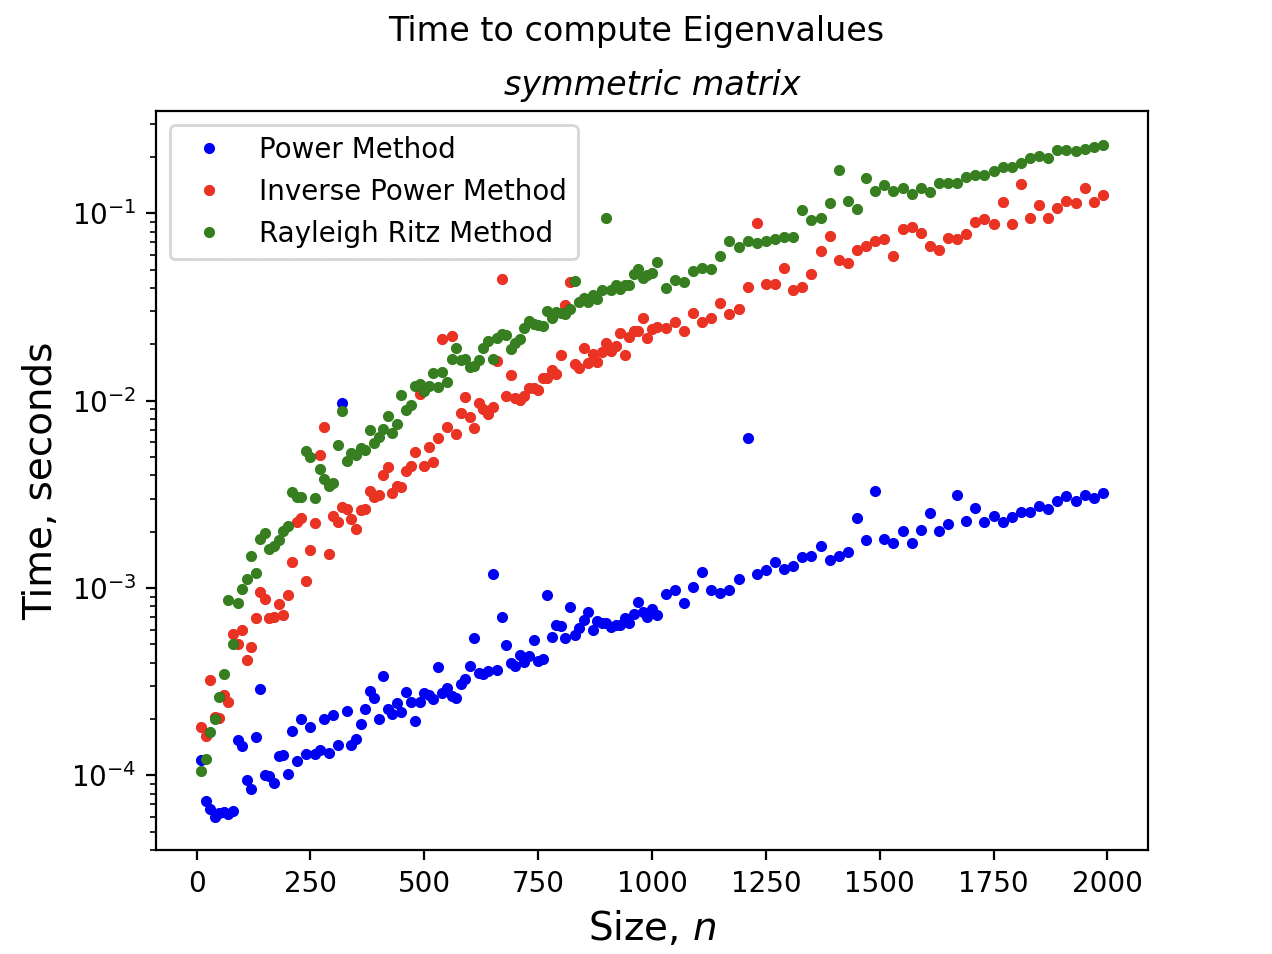 Time to compute Eigenvalues
symmetric matrix
Power Method
Inverse Power Method
Rayleigh Ritz Method
10⁻¹
10⁻²
10⁻³
10⁻⁴
Time, seconds
0 250 500 750 1000 1250 1500 1750 2000
Size, n